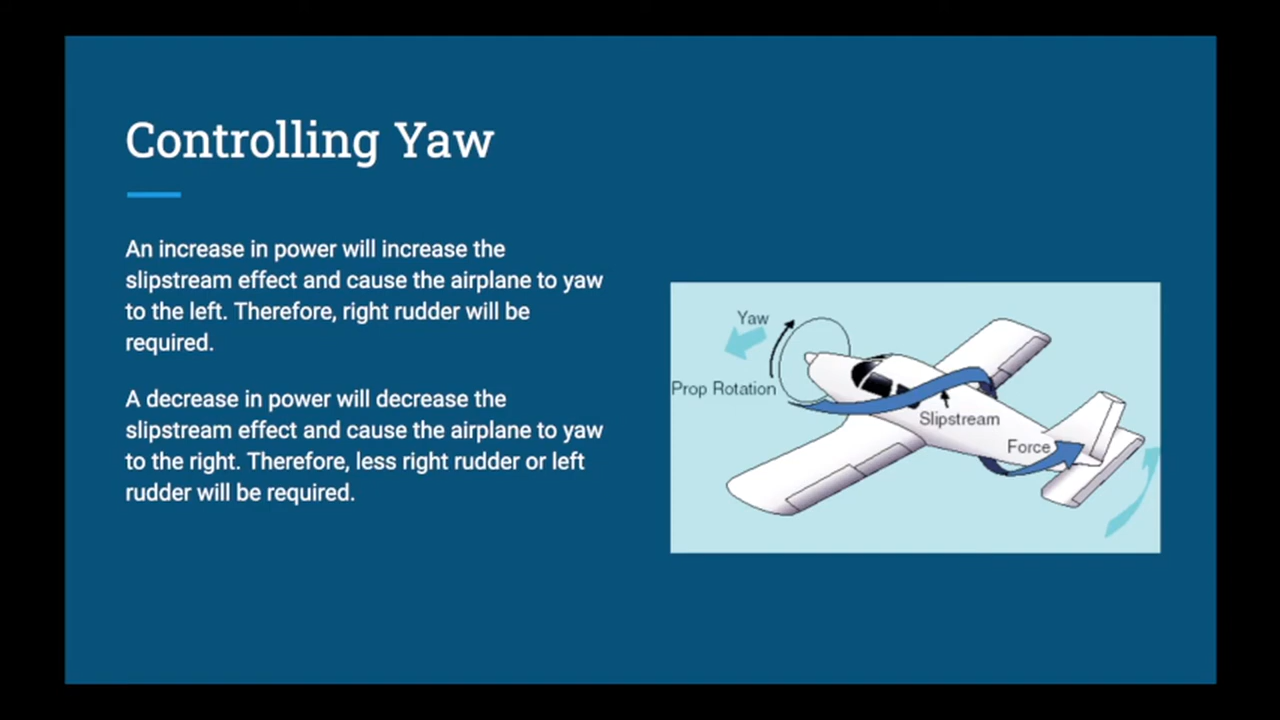 Controlling Yaw
An increase in power will increase the
slipstream effect and cause the airplane to yaw
to the left. Therefore, right rudder will be
required.
A decrease in power will decrease the
slipstream effect and cause the airplane to yaw
to the right. Therefore, less right rudder or left
rudder will be required.
Yaw
Prop Rotation
Slipstream
Force